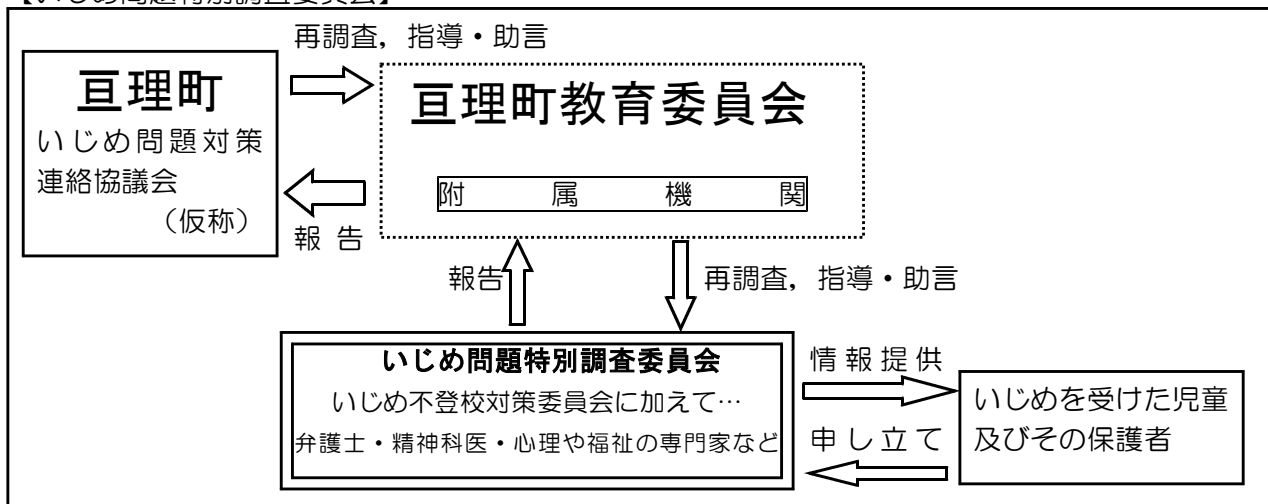 【いじめ問題特別調査委員会】
再調査，指導・助言
亘理町
いじめ問題対策
連絡協議会
（仮称）
亘理町教育委員会
附属機関
報告
報告
再調査，指導・助言
いじめ問題特別調査委員会
いじめ不登校対策委員会に加えて…
弁護士・精神科医・心理や福祉の専門家など
情報提供
申し立て
いじめを受けた児童
及びその保護者